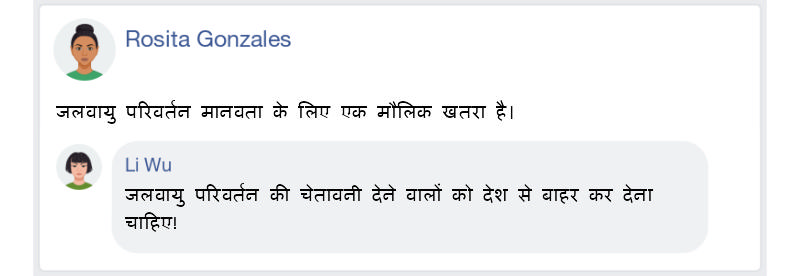 Rosita Gonzales
जलवायु परिवर्तन मानवता के लिए एक मौलिक खतरा है।
Li Wu
जलवायु परिवर्तन की चेतावनी देने वालों को देश से बाहर कर देना
चाहिए!